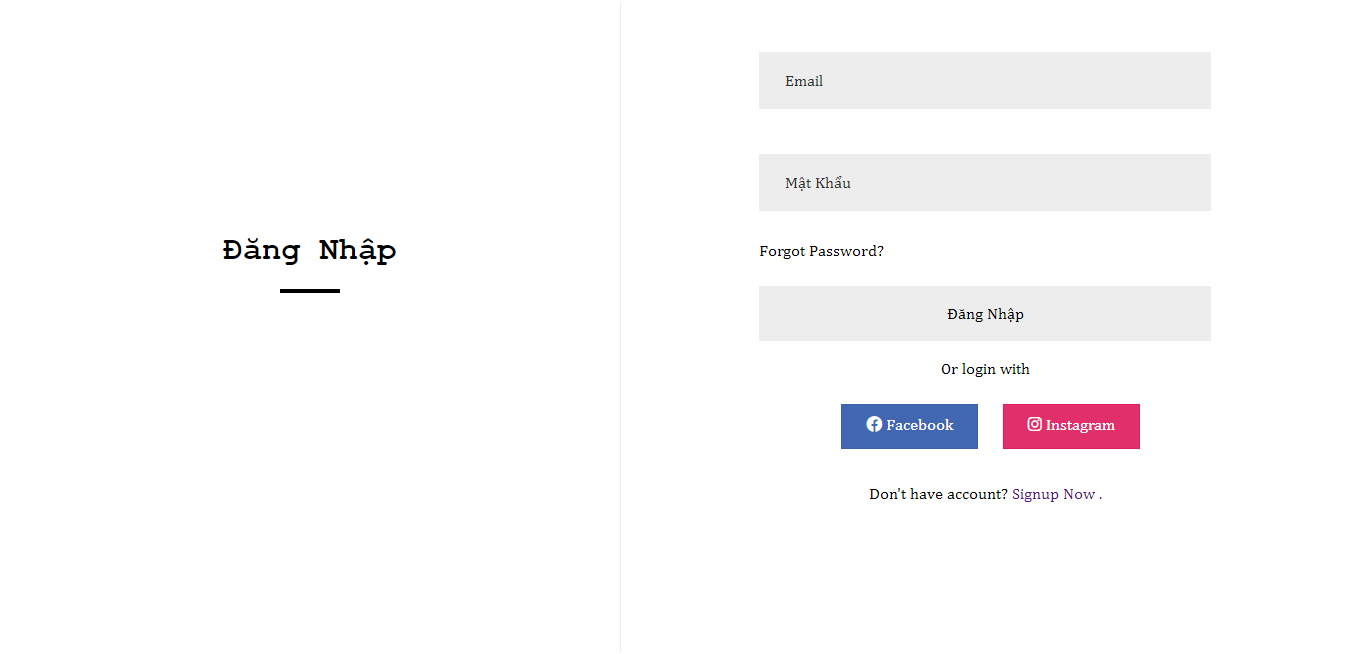 Đăng Nhập
Email
Mật Khẩu
Forgot Password?
Đăng Nhập
Or login with
Facebook
Instagram
Don't have account? Signup Now .